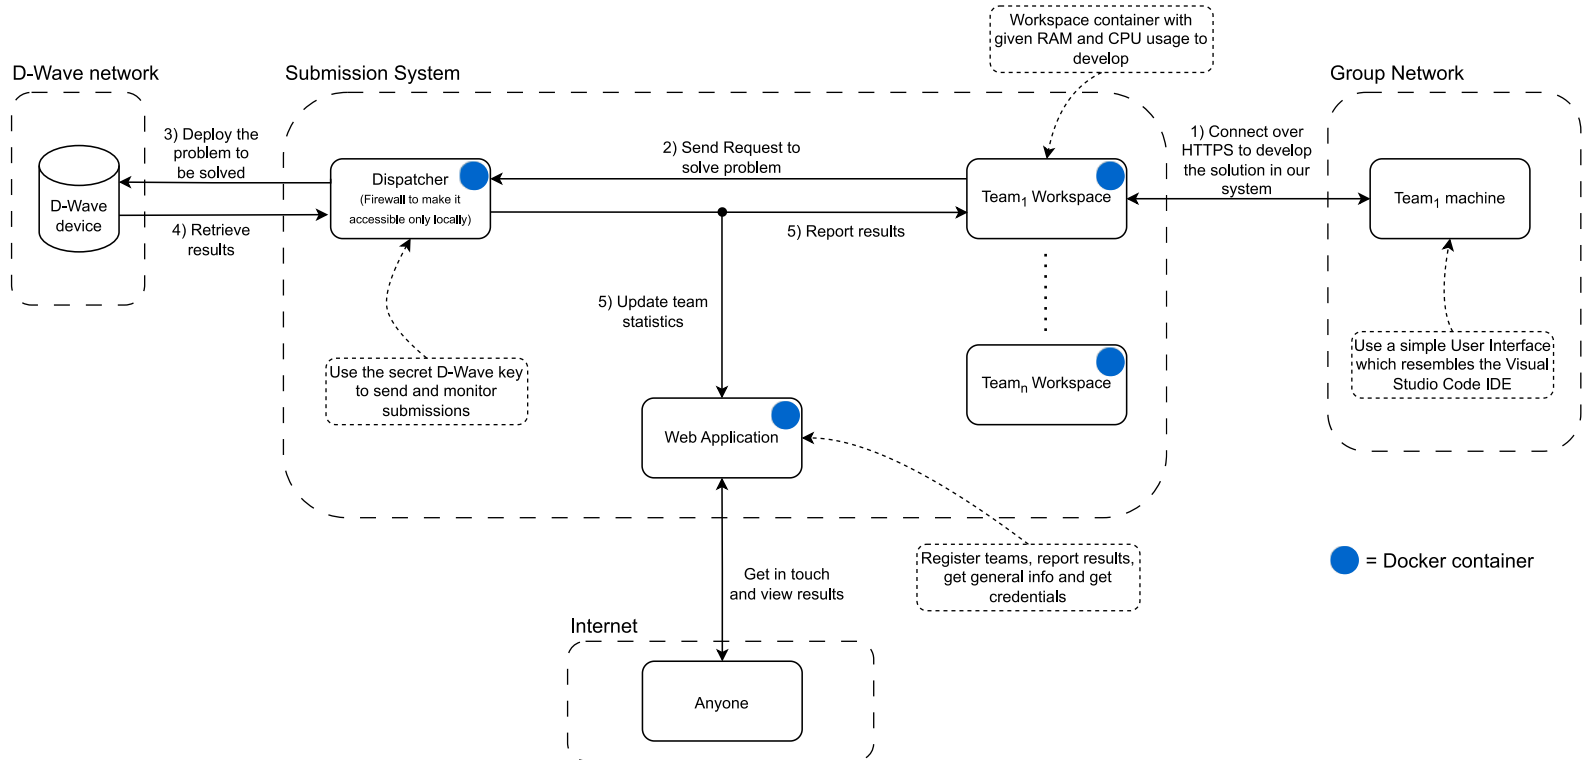 Workspace container with
given RAM and CPU usage to
develop
D-Wave network
Submission System
Group Network
3) Deploy the
problem to
be solved
2) Send Request to
solve problem
1) Connect over
HTTPS to develop
the solution in our
system
D-Wave
device
Dispatcher
(Firewall to make it
accessible only locally)
Team1 Workspace
Team1 machine
4) Retrieve
results
5) Report results
5) Update team
statistics
Use the secret D-Wave key
to send and monitor
submissions
Teamn Workspace
Use a simple User Interface
which resembles the Visual
Studio Code IDE
Web Application
Register teams, report results,
get general info and get
credentials
= Docker container
Get in touch
and view results
Internet
Anyone